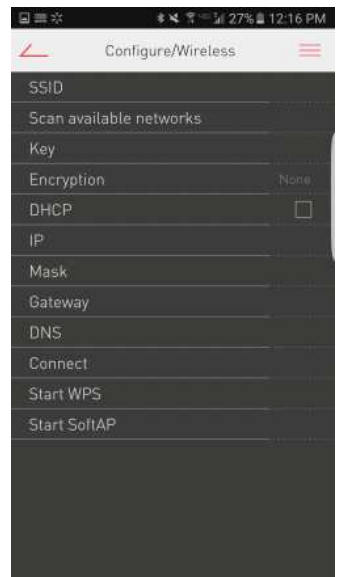 27% 12:16 PM
Configure/Wireless
SSID
Scan available networks
Key
Encryption None
DHCP
IP
Mask
Gateway
DNS
Connect
Start WPS
Start SoftAP